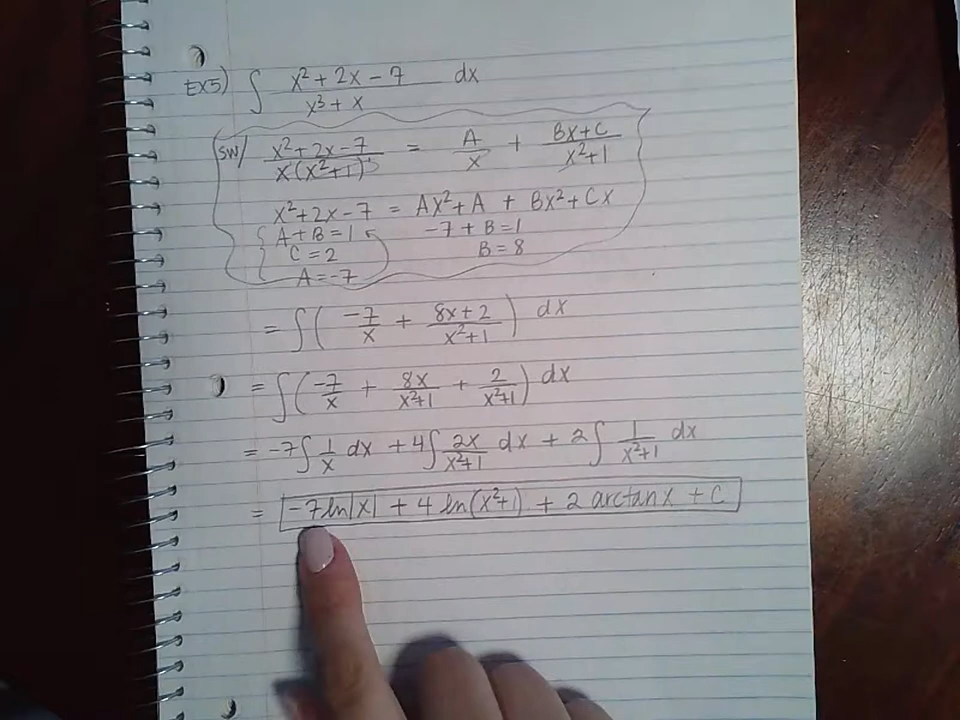 EX5) ∫ (x² + 2x - 7)/(x³ + x) dx
SW/ (x² + 2x - 7)/(x(x² + 1)) = A/x + (Bx + C)/(x² + 1)
x² + 2x - 7 = Ax² + A + Bx² + Cx
A + B = 1 -7 + B = 1
C = 2 B = 8
A = -7
= ∫( -7/x + (8x + 2)/(x² + 1) ) dx
= ∫( -7/x + 8x/(x² + 1) + 2/(x² + 1) ) dx
= -7∫ 1/x dx + 4∫ 2x/(x² + 1) dx + 2∫ 1/(x² + 1) dx
= -7 ln|x| + 4 ln(x² + 1) + 2 arctan x + C